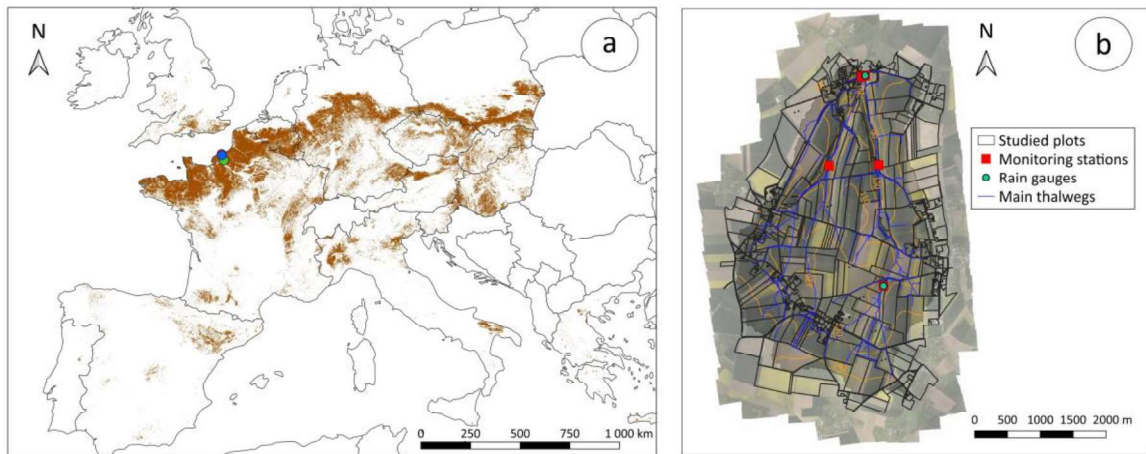 N
a
0 250 500 750 1 000 km
N
b
Studied plots
Monitoring stations
Rain gauges
Main thalwegs
0 500 1000 1500 2000 m